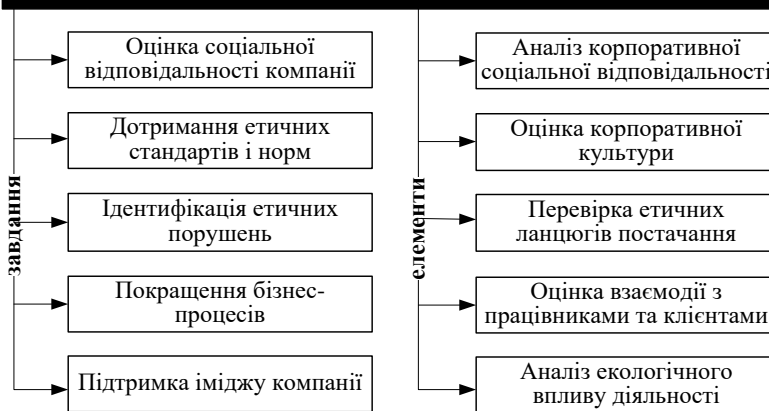 завдання
Оцінка соціальної
відповідальності компанії
Дотримання етичних
стандартів і норм
Ідентифікація етичних
порушень
Покращення бізнес-
процесів
Підтримка іміджу компанії
елементи
Аналіз корпоративної
соціальної відповідальності
Оцінка корпоративної
культури
Перевірка етичних
ланцюгів постачання
Оцінка взаємодії з
працівниками та клієнтами
Аналіз екологічного
впливу діяльності